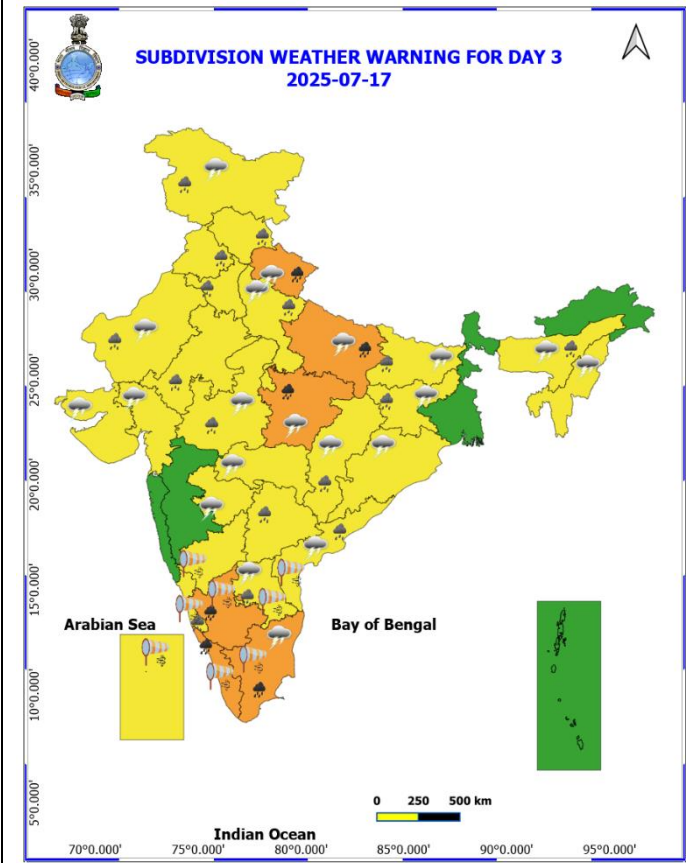 SUBDIVISION WEATHER WARNING FOR DAY 3
2025-07-17
40°0.000'
35°0.000'
30°0.000'
25°0.000'
20°0.000'
15°0.000'
10°0.000'
5°0.000'
Arabian Sea
Bay of Bengal
0 250 500 km
Indian Ocean
70°0.000' 75°0.000' 80°0.000' 85°0.000' 90°0.000' 95°0.000'